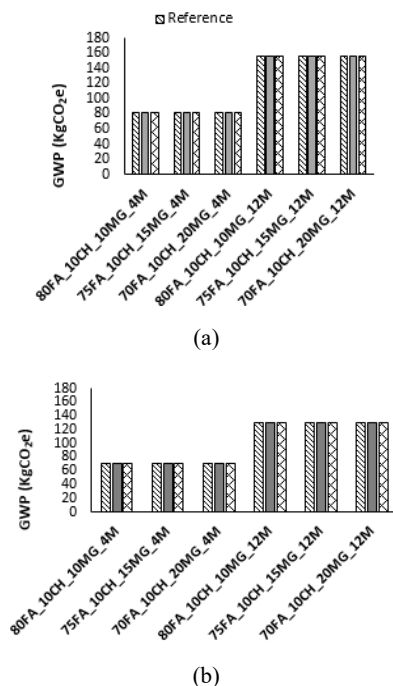 Reference
180
160
140
120
100
80
60
40
20
0
GWP (KgCO₂e)
80FA_10CH_10MG_4M
75FA_10CH_15MG_4M
70FA_10CH_20MG_4M
80FA_10CH_10MG_12M
75FA_10CH_15MG_12M
70FA_10CH_20MG_12M
(a)
180
160
140
120
100
80
60
40
20
0
GWP (KgCO₂e)
80FA_10CH_10MG_4M
75FA_10CH_15MG_4M
70FA_10CH_20MG_4M
80FA_10CH_10MG_12M
75FA_10CH_15MG_12M
70FA_10CH_20MG_12M
(b)